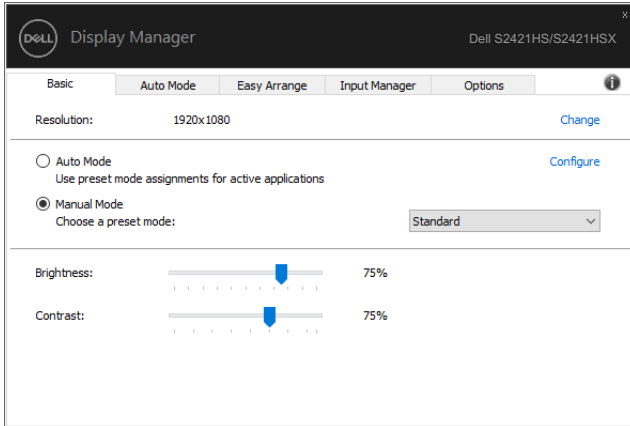 x
DELL Display Manager
Dell S2421HS/S2421HSX
Basic Auto Mode Easy Arrange Input Manager Options i
Resolution: 1920x1080 Change
Auto Mode Configure
Use preset mode assignments for active applications
Manual Mode
Choose a preset mode: Standard
Brightness: 75%
Contrast: 75%